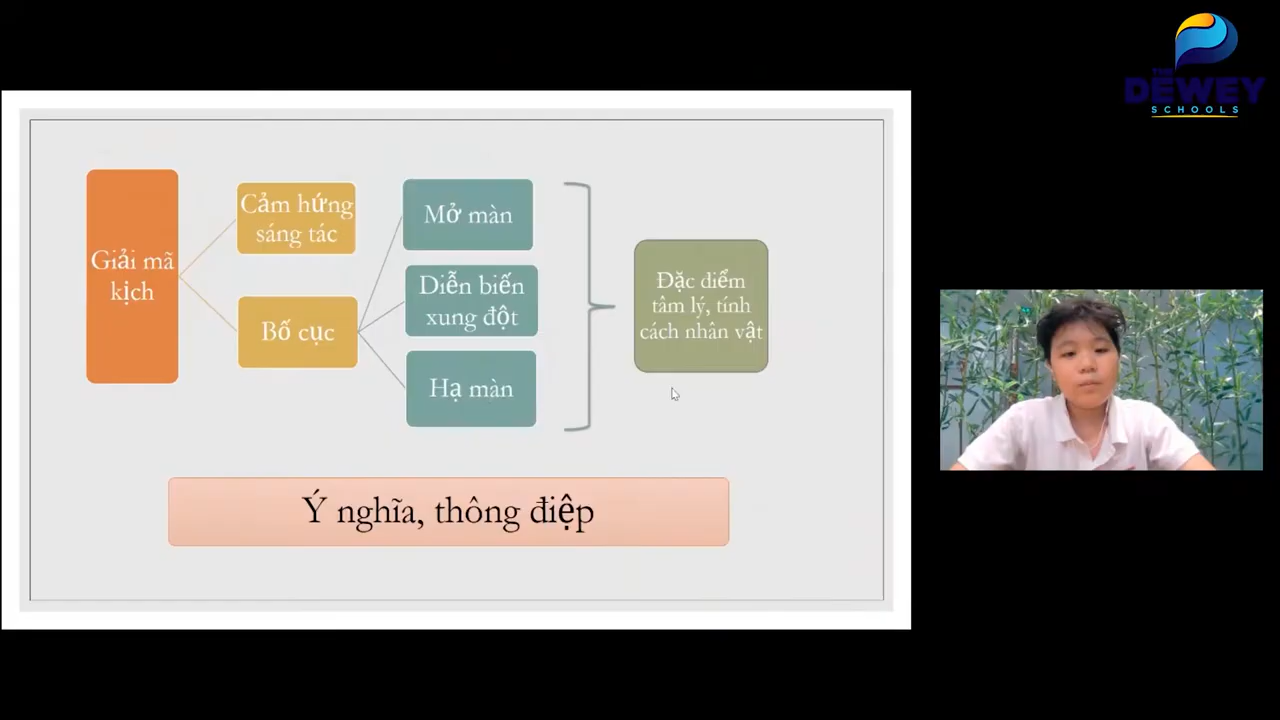 THE
DEWEY
SCHOOLS
Giải mã
kịch
Cảm hứng
sáng tác
Bố cục
Mở màn
Diễn biến
xung đột
Hạ màn
Đặc điểm
tâm lý, tính
cách nhân vật
Ý nghĩa, thông điệp